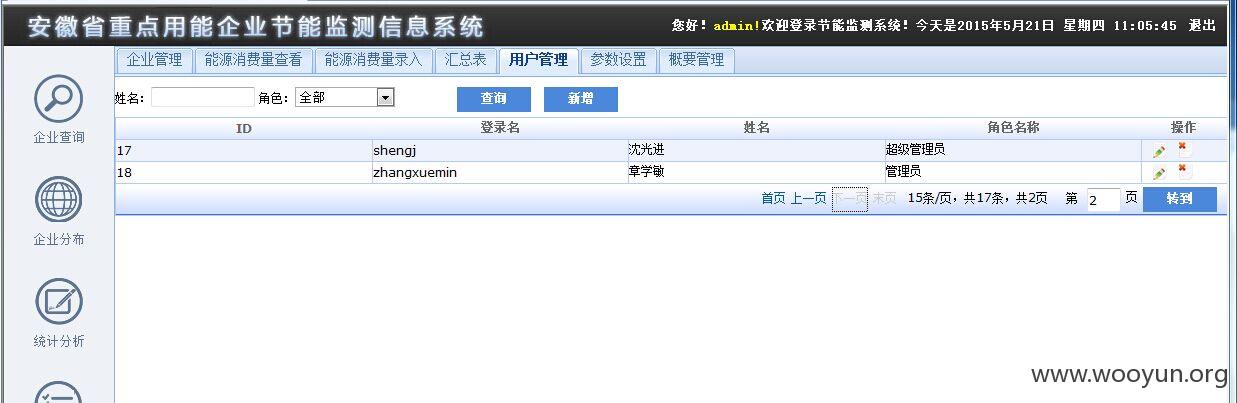 安徽省重点用能企业节能监测信息系统
您好！admin!欢迎登录节能监测系统！今天是2015年5月21日 星期四 11:05:45 退出
企业管理 能源消费量查看 能源消费量录入 汇总表 用户管理 参数设置 概要管理
姓名： 角色： 全部 查询 新增
企业查询
企业分布
统计分析
ID 登录名 姓名 角色名称 操作
17 shengj 沈光进 超级管理员
18 zhangxuemin 章学敏 管理员
首页 上一页 下一页 末页 15条/页，共17条，共2页 第 2 页 转到
www.wooyun.org